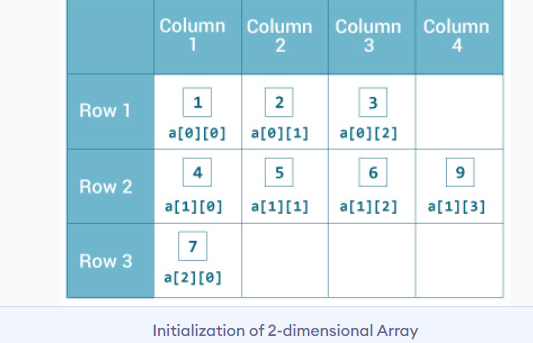 Column 1 Column 2 Column 3 Column 4
Row 1 1 2 3
a[0][0] a[0][1] a[0][2]
Row 2 4 5 6 9
a[1][0] a[1][1] a[1][2] a[1][3]
Row 3 7
a[2][0]
Initialization of 2-dimensional Array